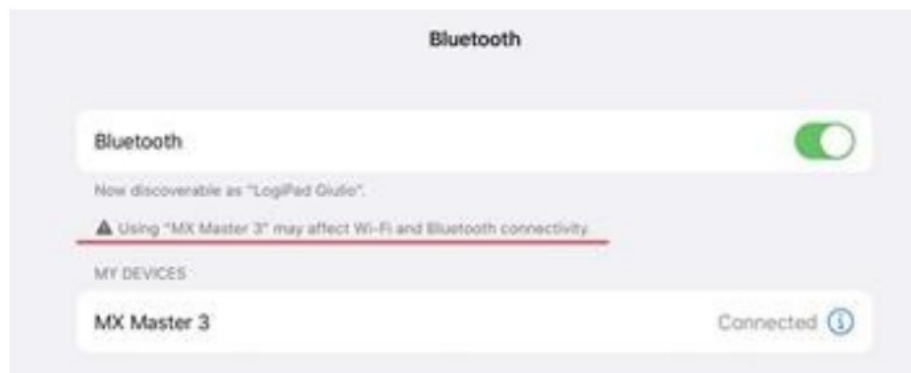 Bluetooth
Bluetooth
Now discoverable as "LogiPad Giulio".
Using "MX Master 3" may affect Wi-Fi and Bluetooth connectivity.
MY DEVICES
MX Master 3 Connected